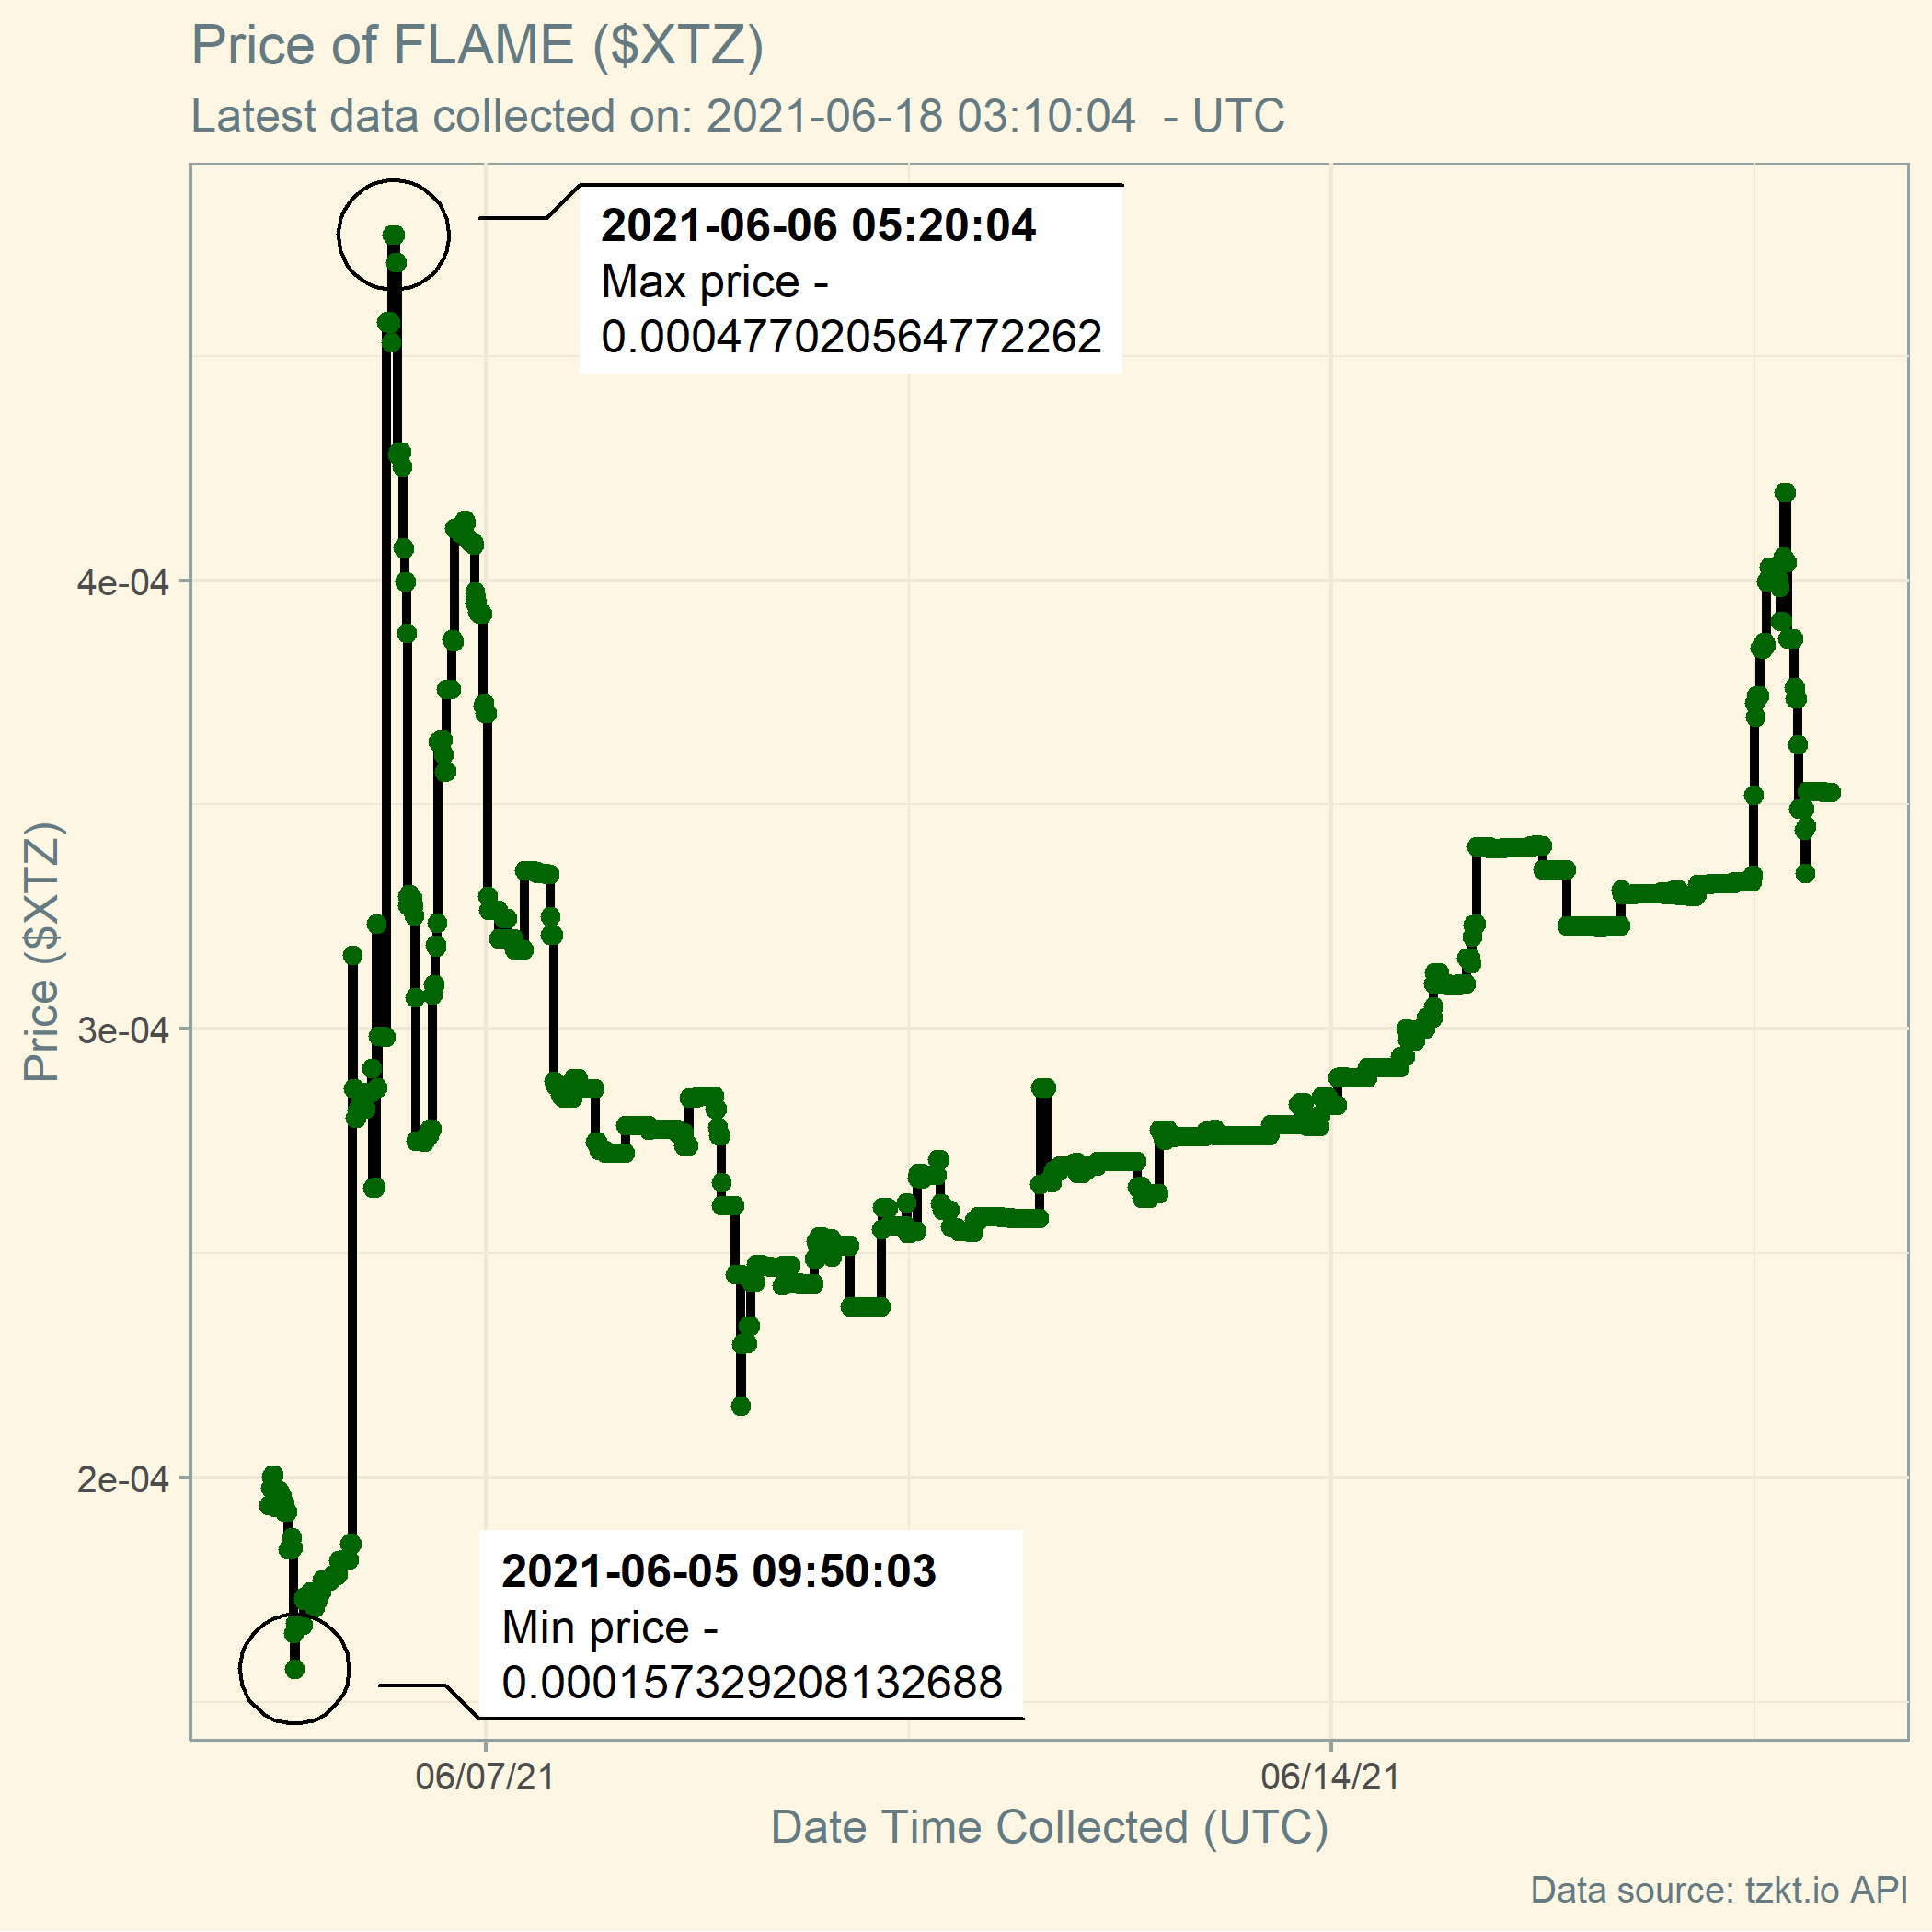 Price of FLAME ($XTZ)
Latest data collected on: 2021-06-18 03:10:04  - UTC
2021-06-06 05:20:04
Max price -
0.000477020564772262
4e-04
3e-04
2e-04
Price ($XTZ)
2021-06-05 09:50:03
Min price -
0.000157329208132688
06/07/21
06/14/21
Date Time Collected (UTC)
Data source: tzkt.io API